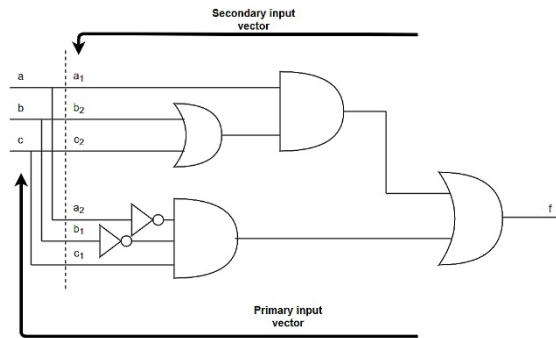 Secondary input
vector
a
a1
b
b2
c
c2
a2
b1
c1
f
Primary input
vector